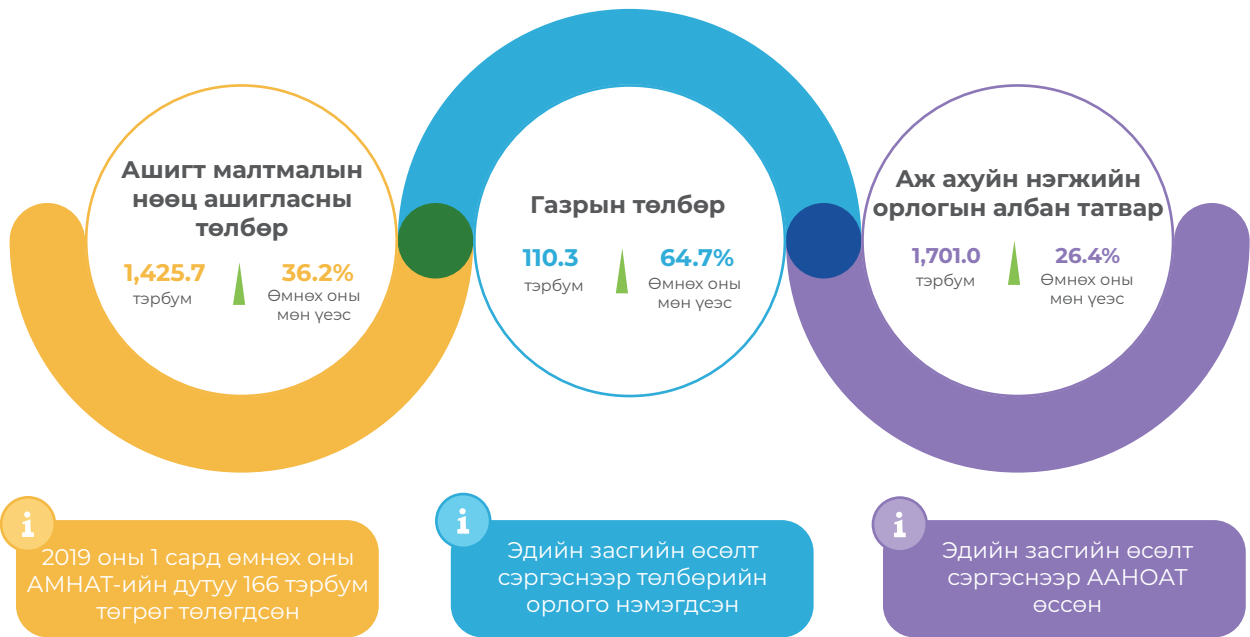 Ашигт малтмалын
нөөц ашигласны
төлбөр
1,425.7
тэрбум
36.2%
Өмнөх оны
мөн үеэс
Газрын төлбөр
110.3
тэрбум
64.7%
Өмнөх оны
мөн үеэс
Аж ахуйн нэгжийн
орлогын албан татвар
1,701.0
тэрбум
26.4%
Өмнөх оны
мөн үеэс
i
2019 оны 1 сард өмнөх оны
АМНАТ-ийн дутуу 166 тэрбум
төгрөг төлөгдсөн
i
Эдийн засгийн өсөлт
сэргэснээр төлбөрийн
орлого нэмэгдсэн
i
Эдийн засгийн өсөлт
сэргэснээр ААНОАТ
өссөн